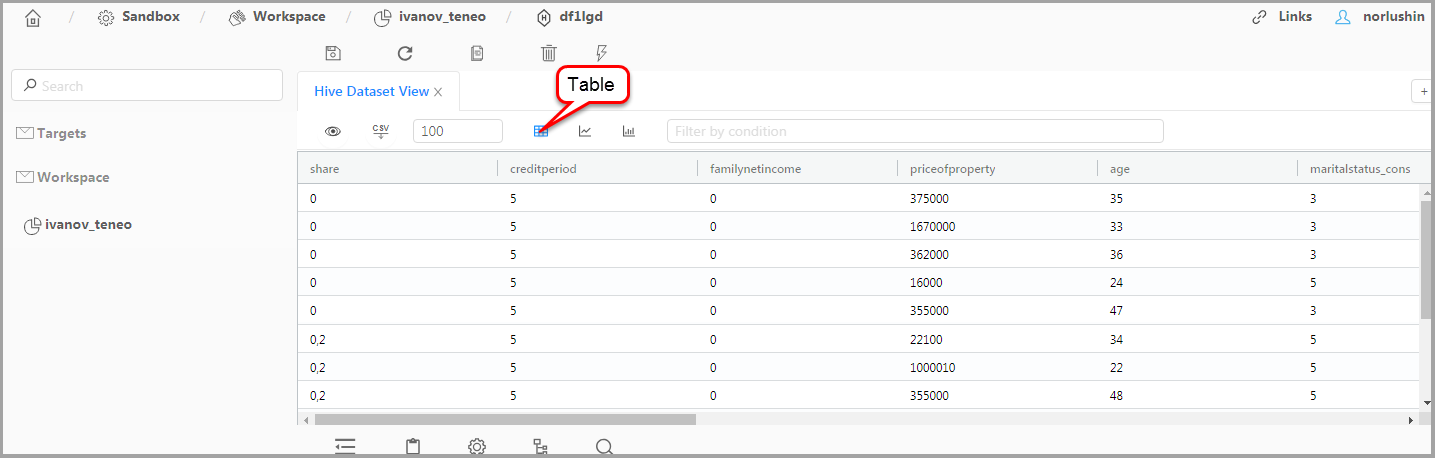 Sandbox / Workspace / ivanov_teneo / df1lgd Links norlushin
Search
Hive Dataset View X
Table
+
Targets
CSV 100 Filter by condition
Workspace
ivanov_teneo
share creditperiod familynetincome priceofproperty age maritalstatus_cons
0 5 0 375000 35 3
0 5 0 1670000 33 3
0 5 0 362000 36 3
0 5 0 16000 24 5
0 5 0 355000 47 3
0,2 5 0 22100 34 5
0,2 5 0 1000010 22 5
0,2 5 0 355000 48 5